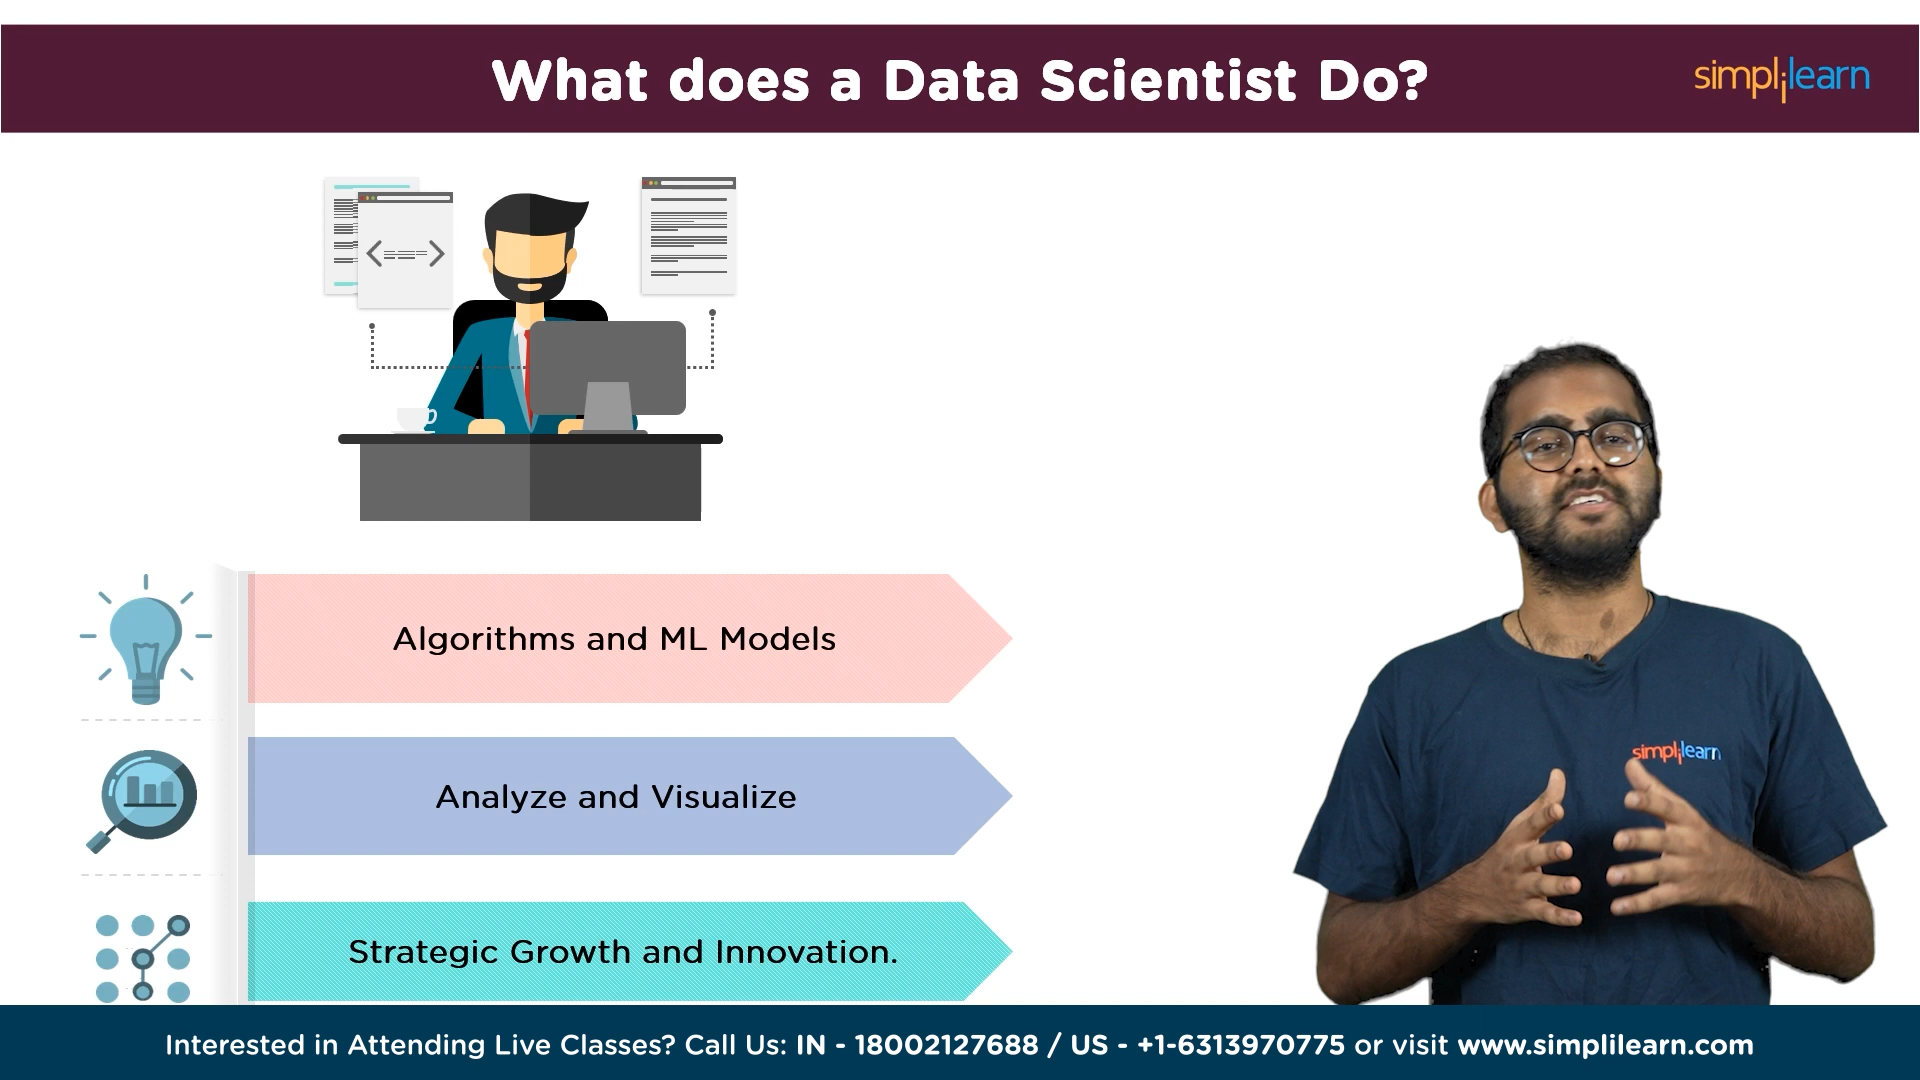 What does a Data Scientist Do?
simplilearn
Algorithms and ML Models
Analyze and Visualize
simplilearn
Strategic Growth and Innovation.
Interested in Attending Live Classes? Call Us: IN - 18002127688 / US - +1-6313970775 or visit www.simplilearn.com